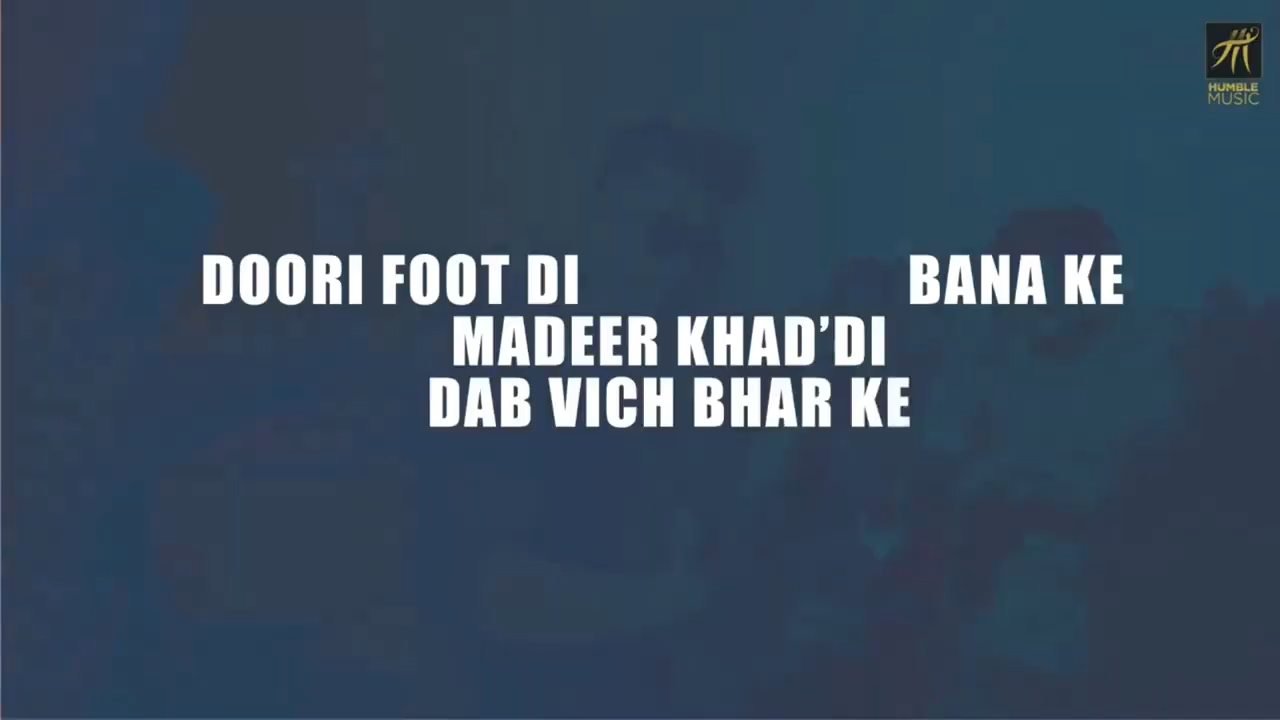 HUMBLE
MUSIC
DOORI FOOT DI BANA KE
MADEER KHAD’DI
DAB VICH BHAR KE